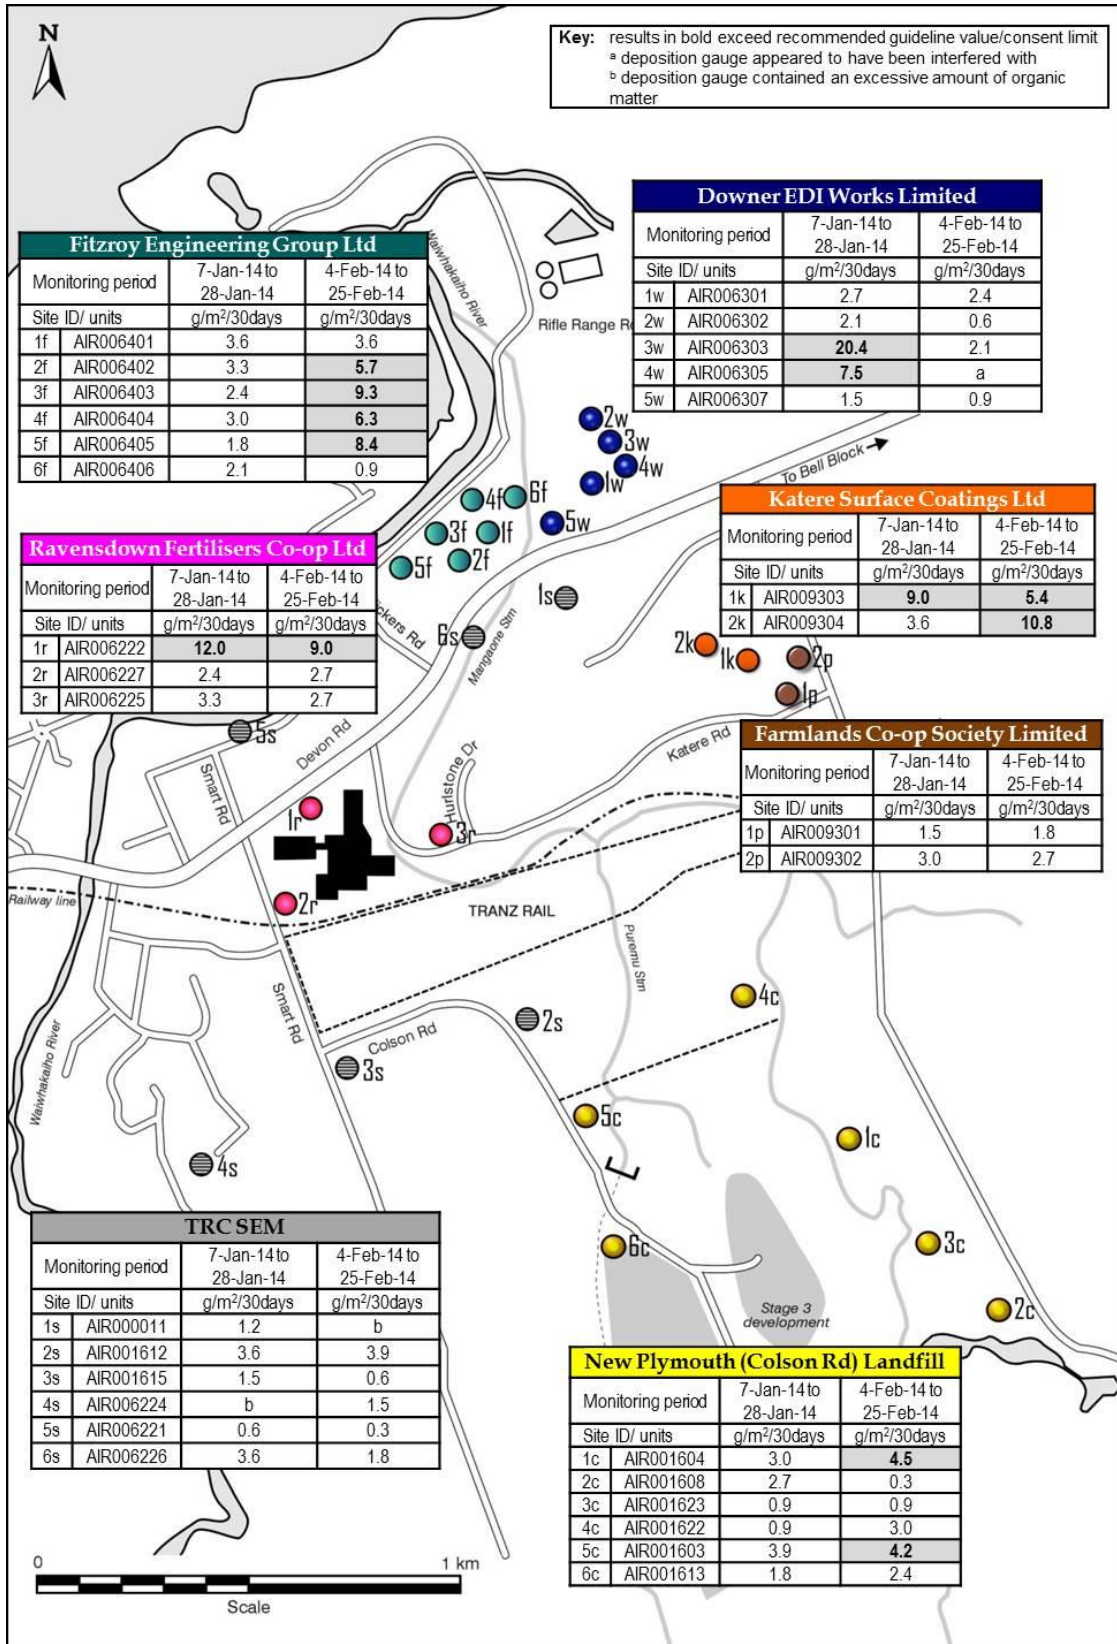 N
Key: results in bold exceed recommended guideline value/consent limit
a deposition gauge appeared to have been interfered with
b deposition gauge contained an excessive amount of organic
matter
Downer EDI Works Limited
Monitoring period 7-Jan-14 to 28-Jan-14 4-Feb-14 to 25-Feb-14
Site ID/ units g/m²/30days g/m²/30days
1w AIR006301 2.7 2.4
2w AIR006302 2.1 0.6
3w AIR006303 20.4 2.1
4w AIR006305 7.5 a
5w AIR006307 1.5 0.9
Fitzroy Engineering Group Ltd
Monitoring period 7-Jan-14 to 28-Jan-14 4-Feb-14 to 25-Feb-14
Site ID/ units g/m²/30days g/m²/30days
1f AIR006401 3.6 3.6
2f AIR006402 3.3 5.7
3f AIR006403 2.4 9.3
4f AIR006404 3.0 6.3
5f AIR006405 1.8 8.4
6f AIR006406 2.1 0.9
Waiwhakaiho River
Rifle Range R
2w
3w
4w
1w
5w
To Bell Block
4f
6f
3f
1f
5f
2f
Katere Surface Coatings Ltd
Monitoring period 7-Jan-14 to 28-Jan-14 4-Feb-14 to 25-Feb-14
Site ID/ units g/m²/30days g/m²/30days
1k AIR009303 9.0 5.4
2k AIR009304 3.6 10.8
Ravensdown Fertilisers Co-op Ltd
Monitoring period 7-Jan-14 to 28-Jan-14 4-Feb-14 to 25-Feb-14
Site ID/ units g/m²/30days g/m²/30days
1r AIR006222 12.0 9.0
2r AIR006227 2.4 2.7
3r AIR006225 3.3 2.7
ckers Rd
1s
6s
Mangaone Stm
2k
1k
2p
1p
5s
Devon Rd
Smart Rd
Hurlstone Dr
Katere Rd
Farmlands Co-op Society Limited
Monitoring period 7-Jan-14 to 28-Jan-14 4-Feb-14 to 25-Feb-14
Site ID/ units g/m²/30days g/m²/30days
1p AIR009301 1.5 1.8
2p AIR009302 3.0 2.7
1r
3r
2r
Railway line
TRANZ RAIL
Puremu Stm
4c
Smart Rd
2s
Colson Rd
3s
Waiwhakaiho River
4s
5c
1c
6c
3c
2c
Stage 3
development
TRC SEM
Monitoring period 7-Jan-14 to 28-Jan-14 4-Feb-14 to 25-Feb-14
Site ID/ units g/m²/30days g/m²/30days
1s AIR000011 1.2 b
2s AIR001612 3.6 3.9
3s AIR001615 1.5 0.6
4s AIR006224 b 1.5
5s AIR006221 0.6 0.3
6s AIR006226 3.6 1.8
New Plymouth (Colson Rd) Landfill
Monitoring period 7-Jan-14 to 28-Jan-14 4-Feb-14 to 25-Feb-14
Site ID/ units g/m²/30days g/m²/30days
1c AIR001604 3.0 4.5
2c AIR001608 2.7 0.3
3c AIR001623 0.9 0.9
4c AIR001622 0.9 3.0
5c AIR001603 3.9 4.2
6c AIR001613 1.8 2.4
0 1 km
Scale